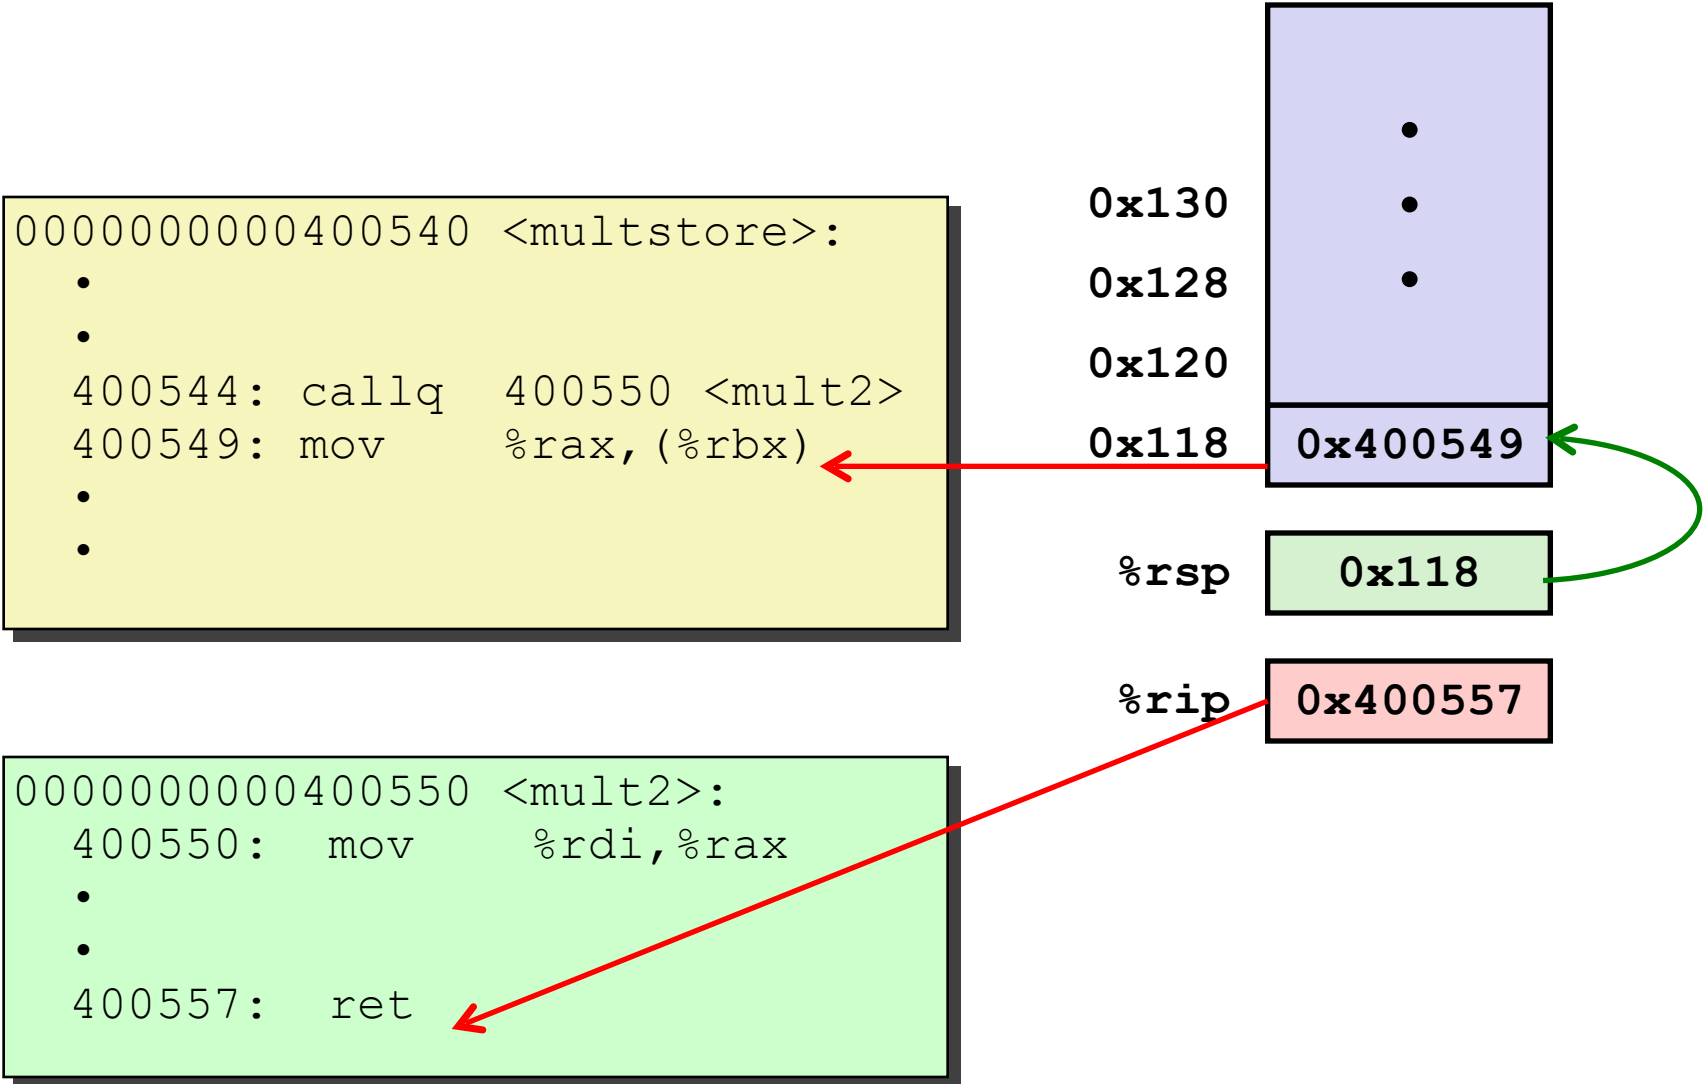 0000000000400540 <multstore>:
•
•
400544: callq 400550 <mult2>
400549: mov %rax,(%rbx)
•
•
0000000000400550 <mult2>:
400550: mov %rdi,%rax
•
•
400557: ret
•
•
•
0x130
0x128
0x120
0x118 0x400549
%rsp 0x118
%rip 0x400557